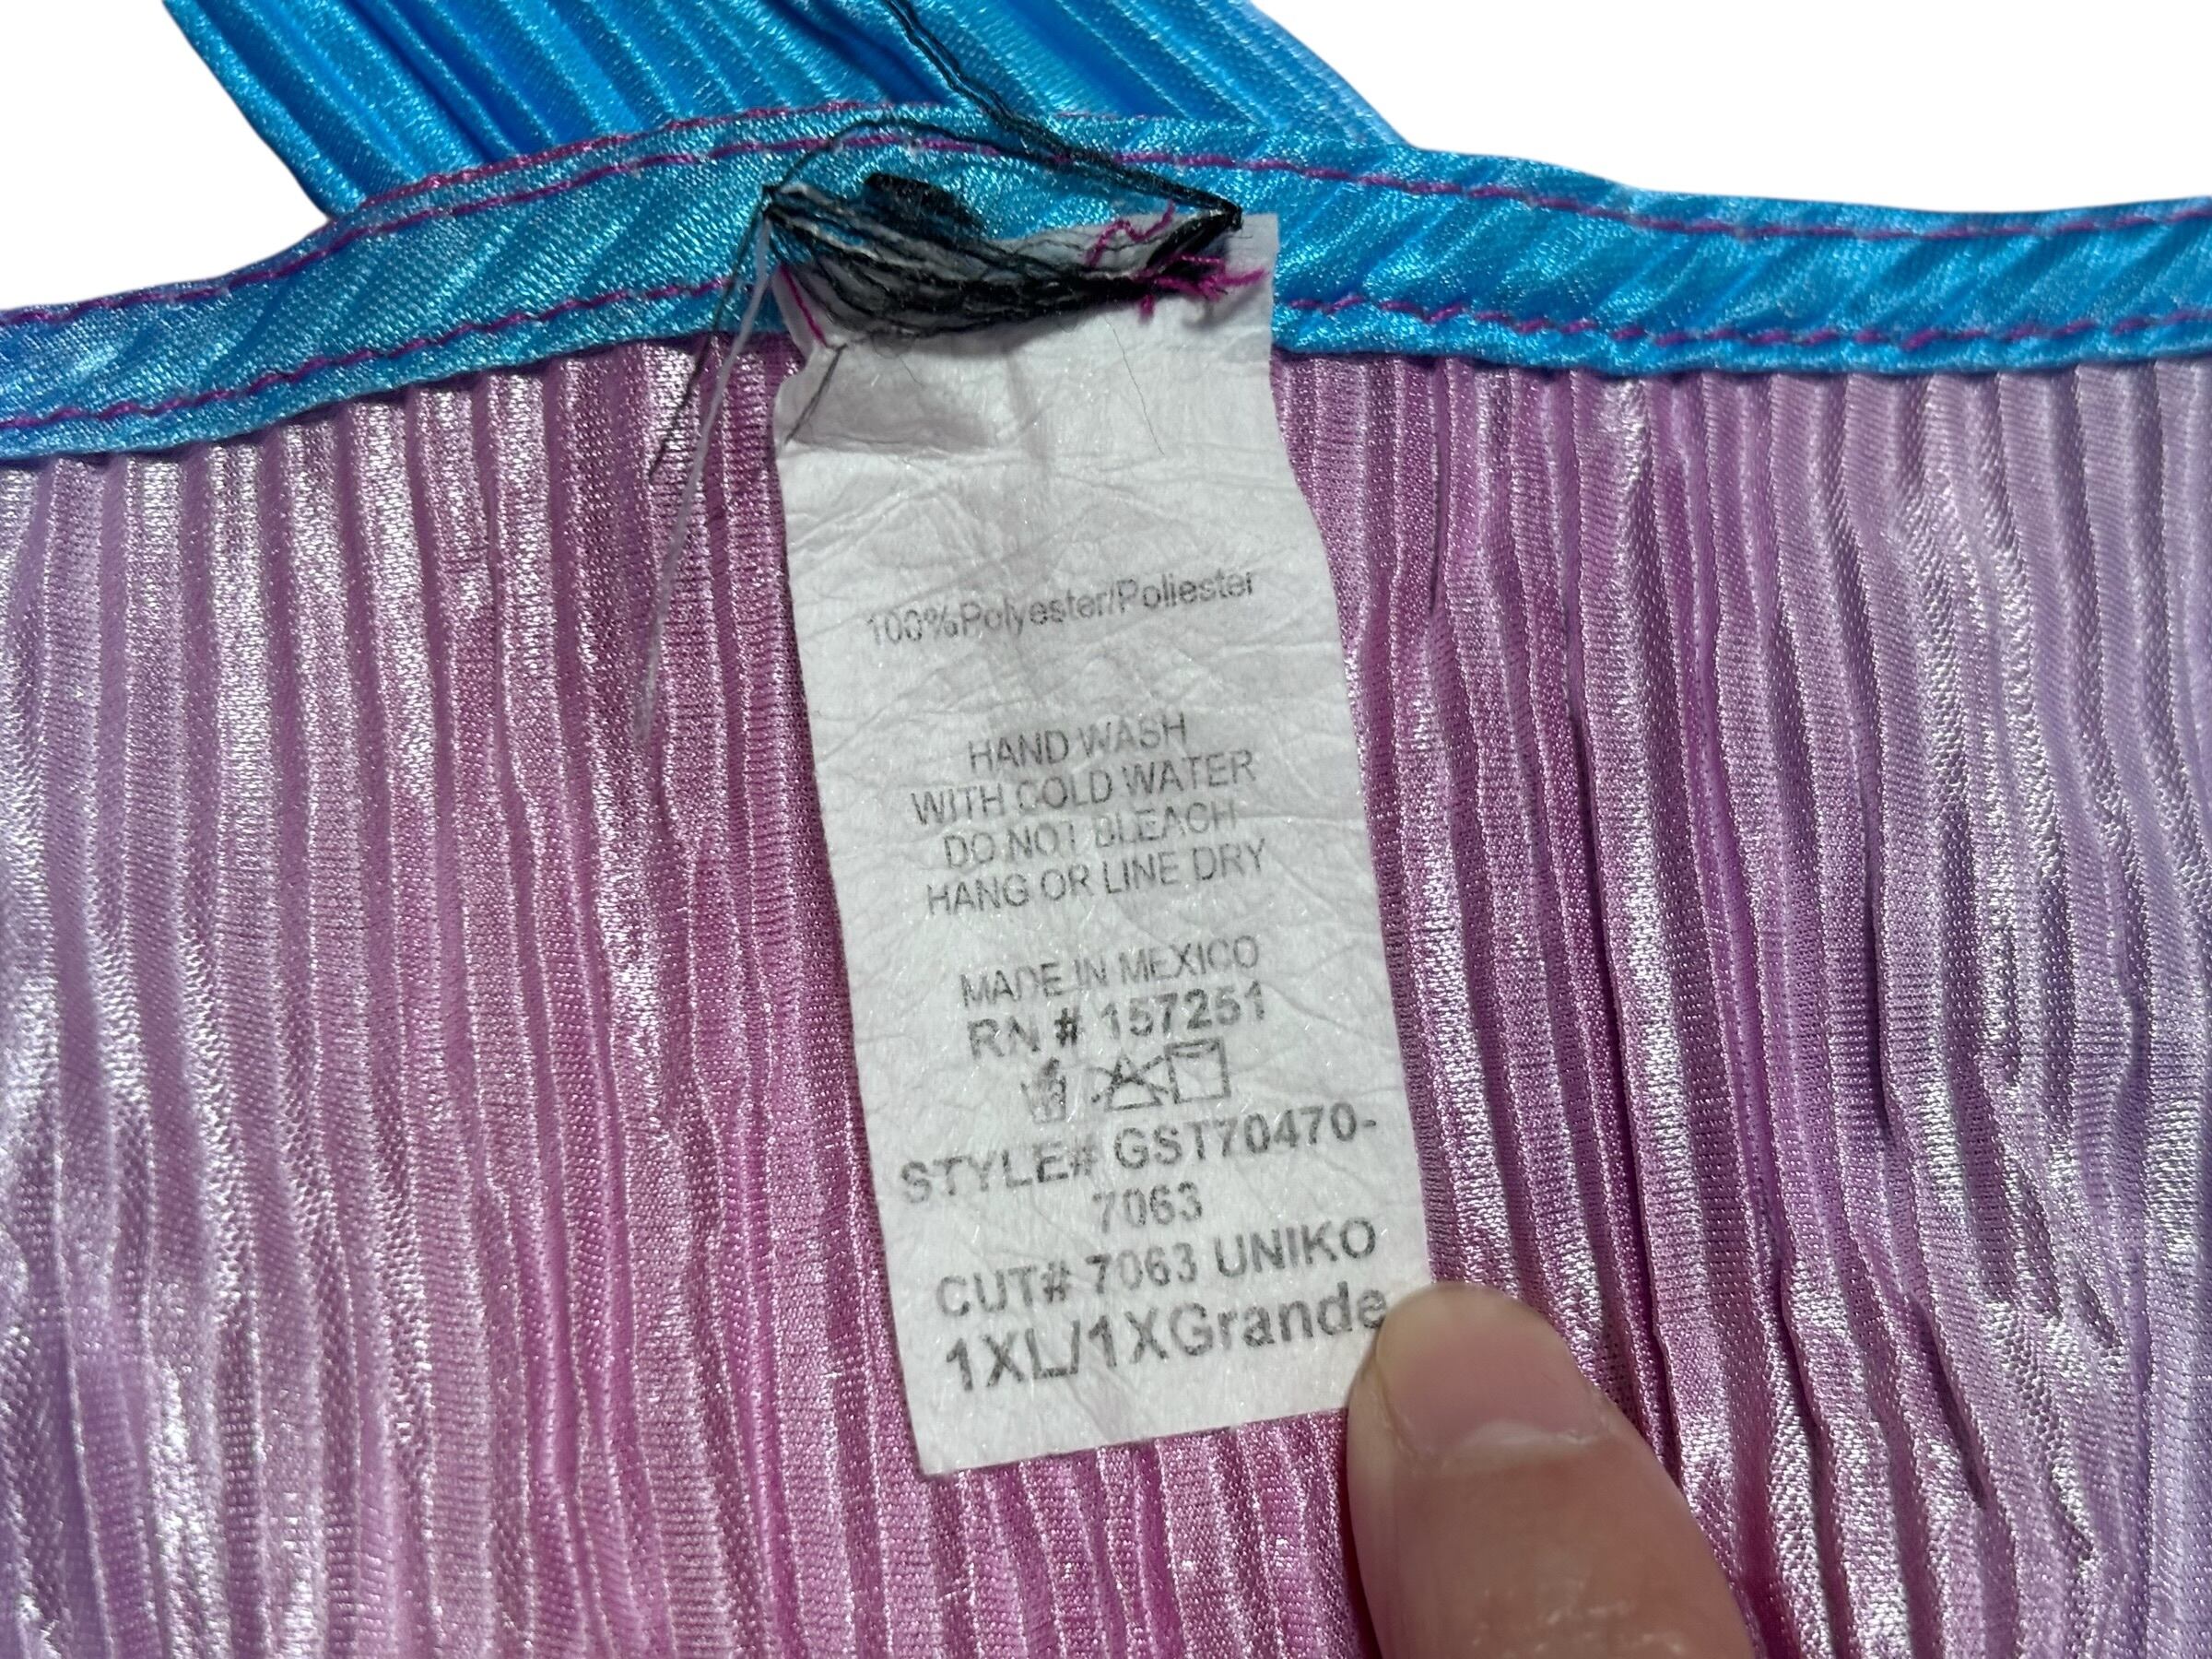 100%Polyester/Poliester
HAND WASH
WITH COLD WATER
DO NOT BLEACH
HANG OR LINE DRY
MADE IN MEXICO
RN # 157251
STYLE# GST70470-
7063
CUT# 7063 UNIKO
1XL/1XGrande